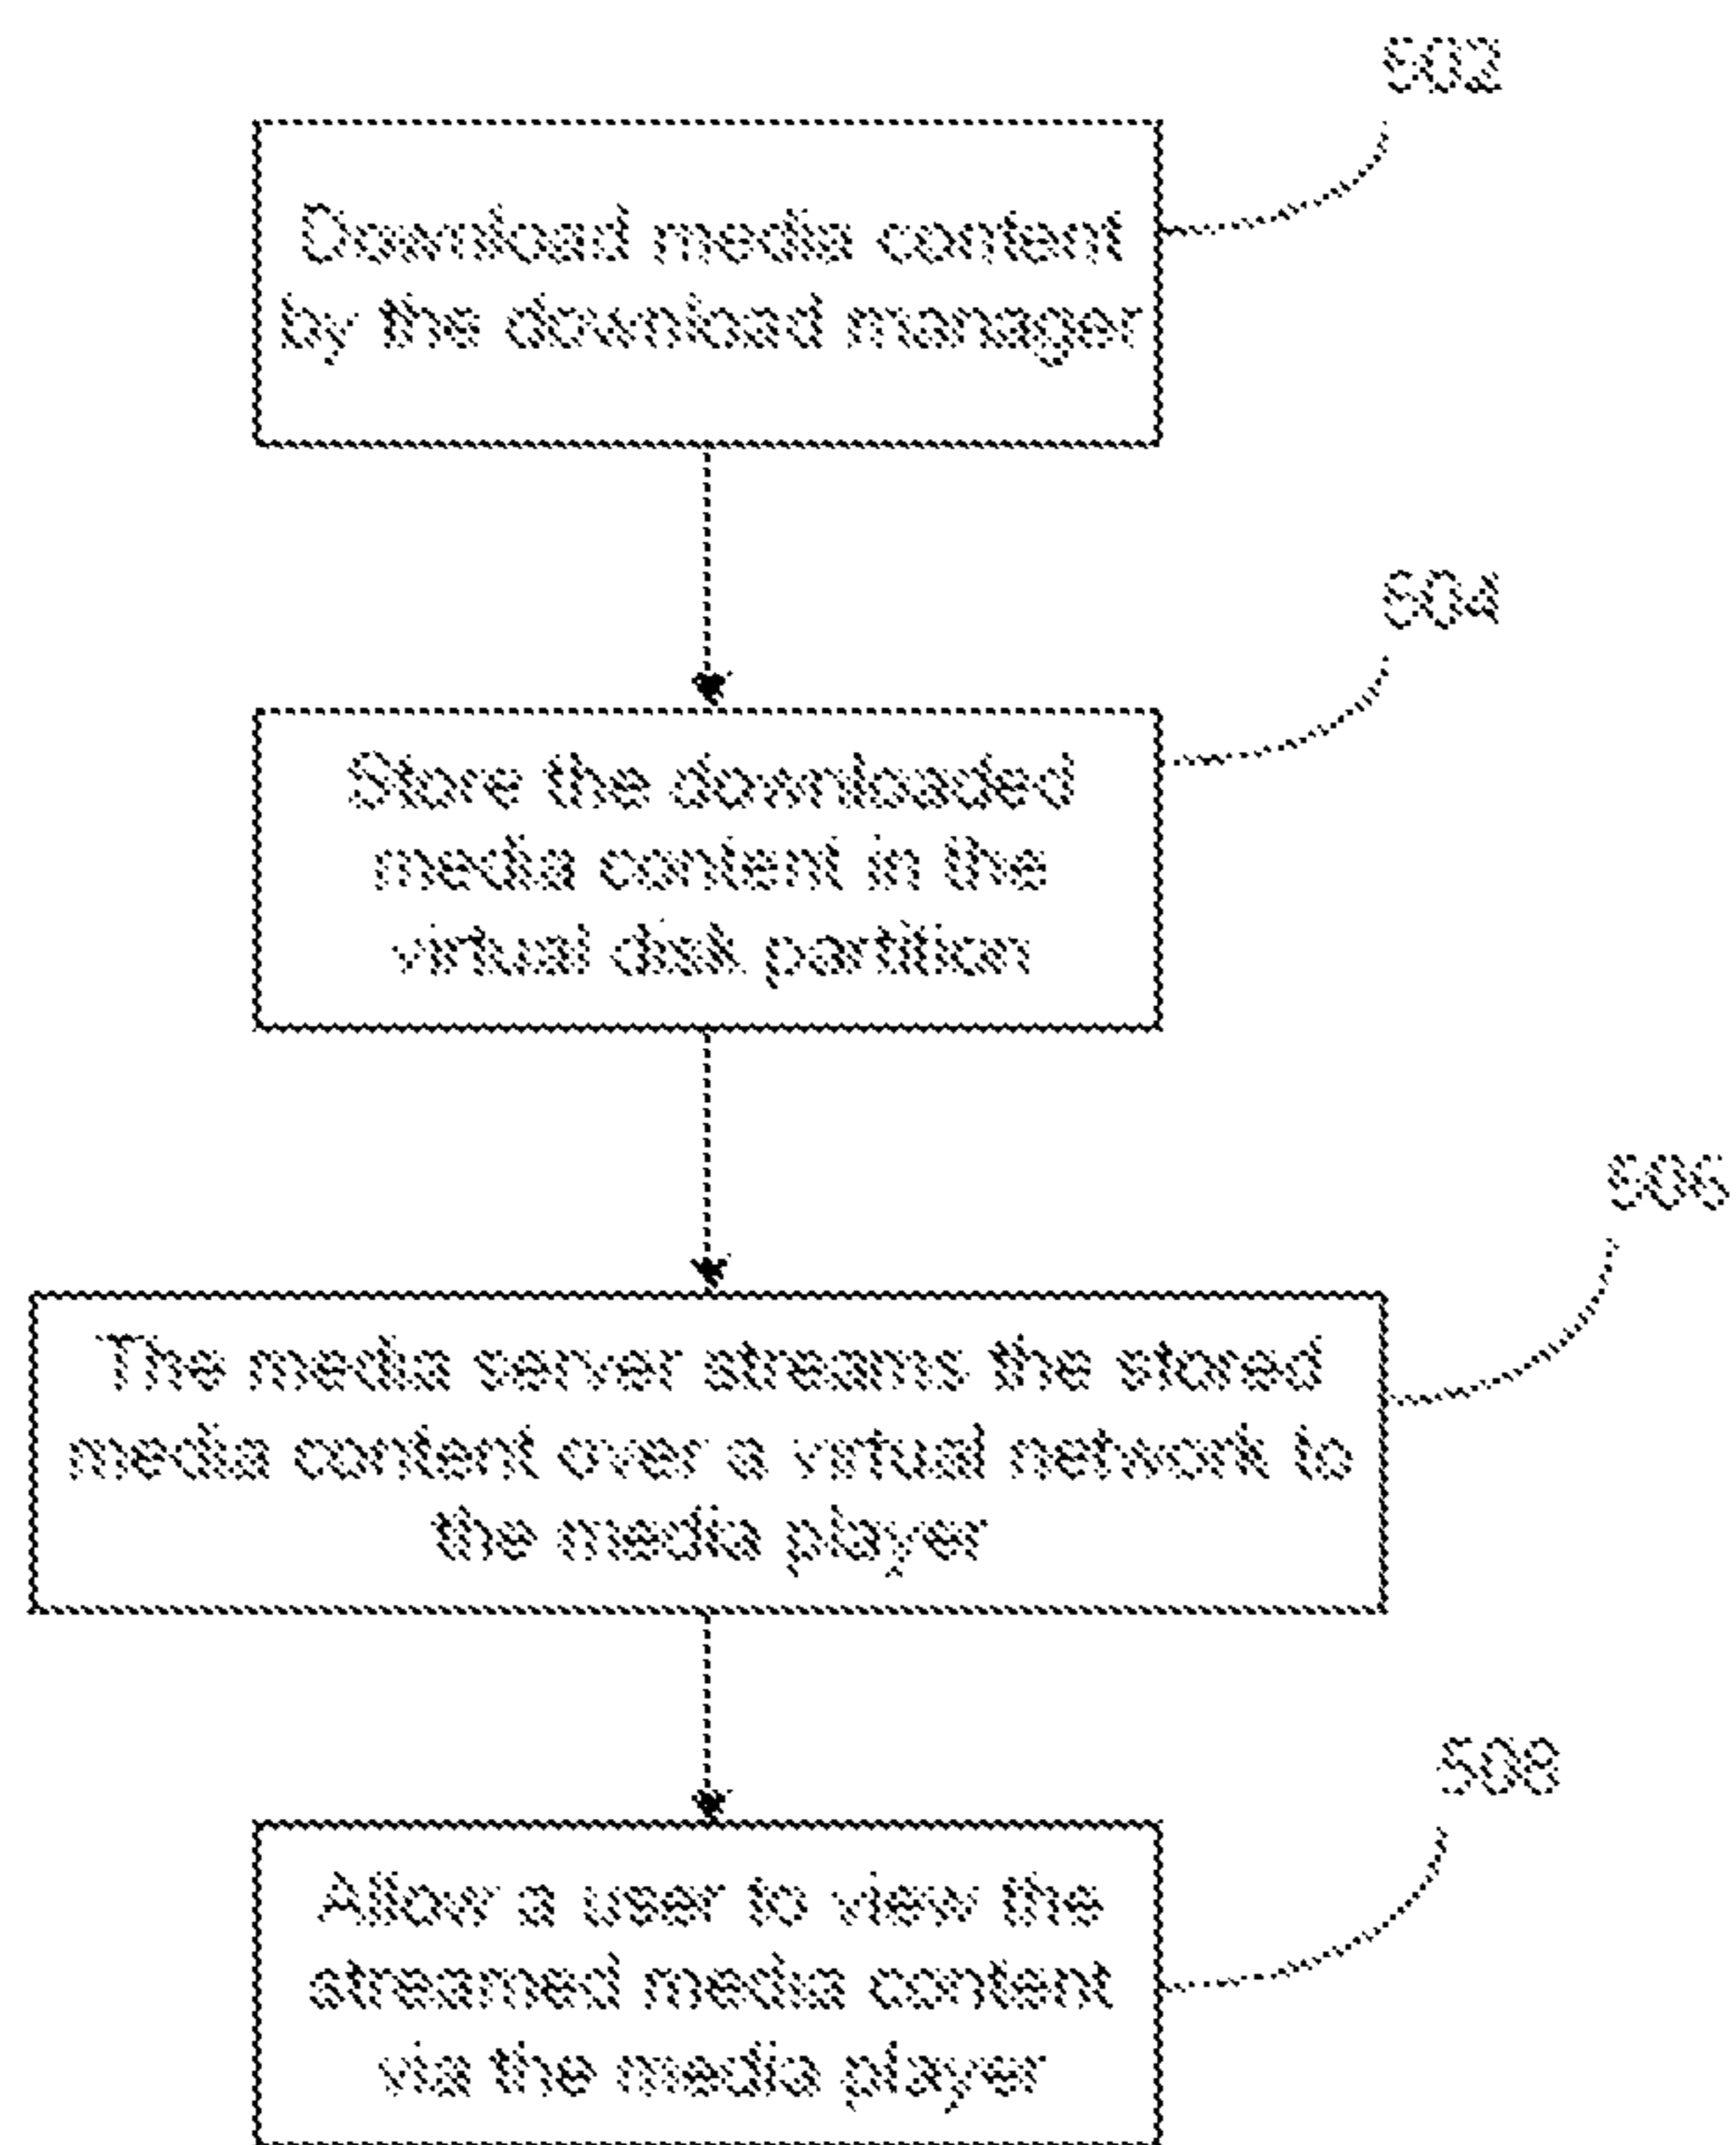 502
Download media content
by the download manager
504
Store the downloaded
media content in the
virtual disk partition
506
The media server streams the stored
media content over a virtual network to
the media player
508
Allow a user to view the
streamed media content
via the media player